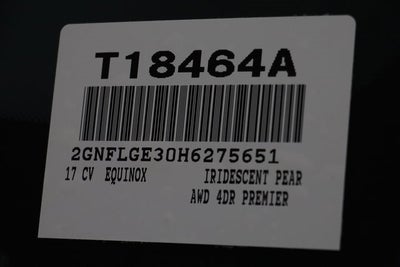 T18464A
2GNFLGE30H6275651
17 CV EQUINOX IRIDESCENT PEAR
AWD 4DR PREMIER